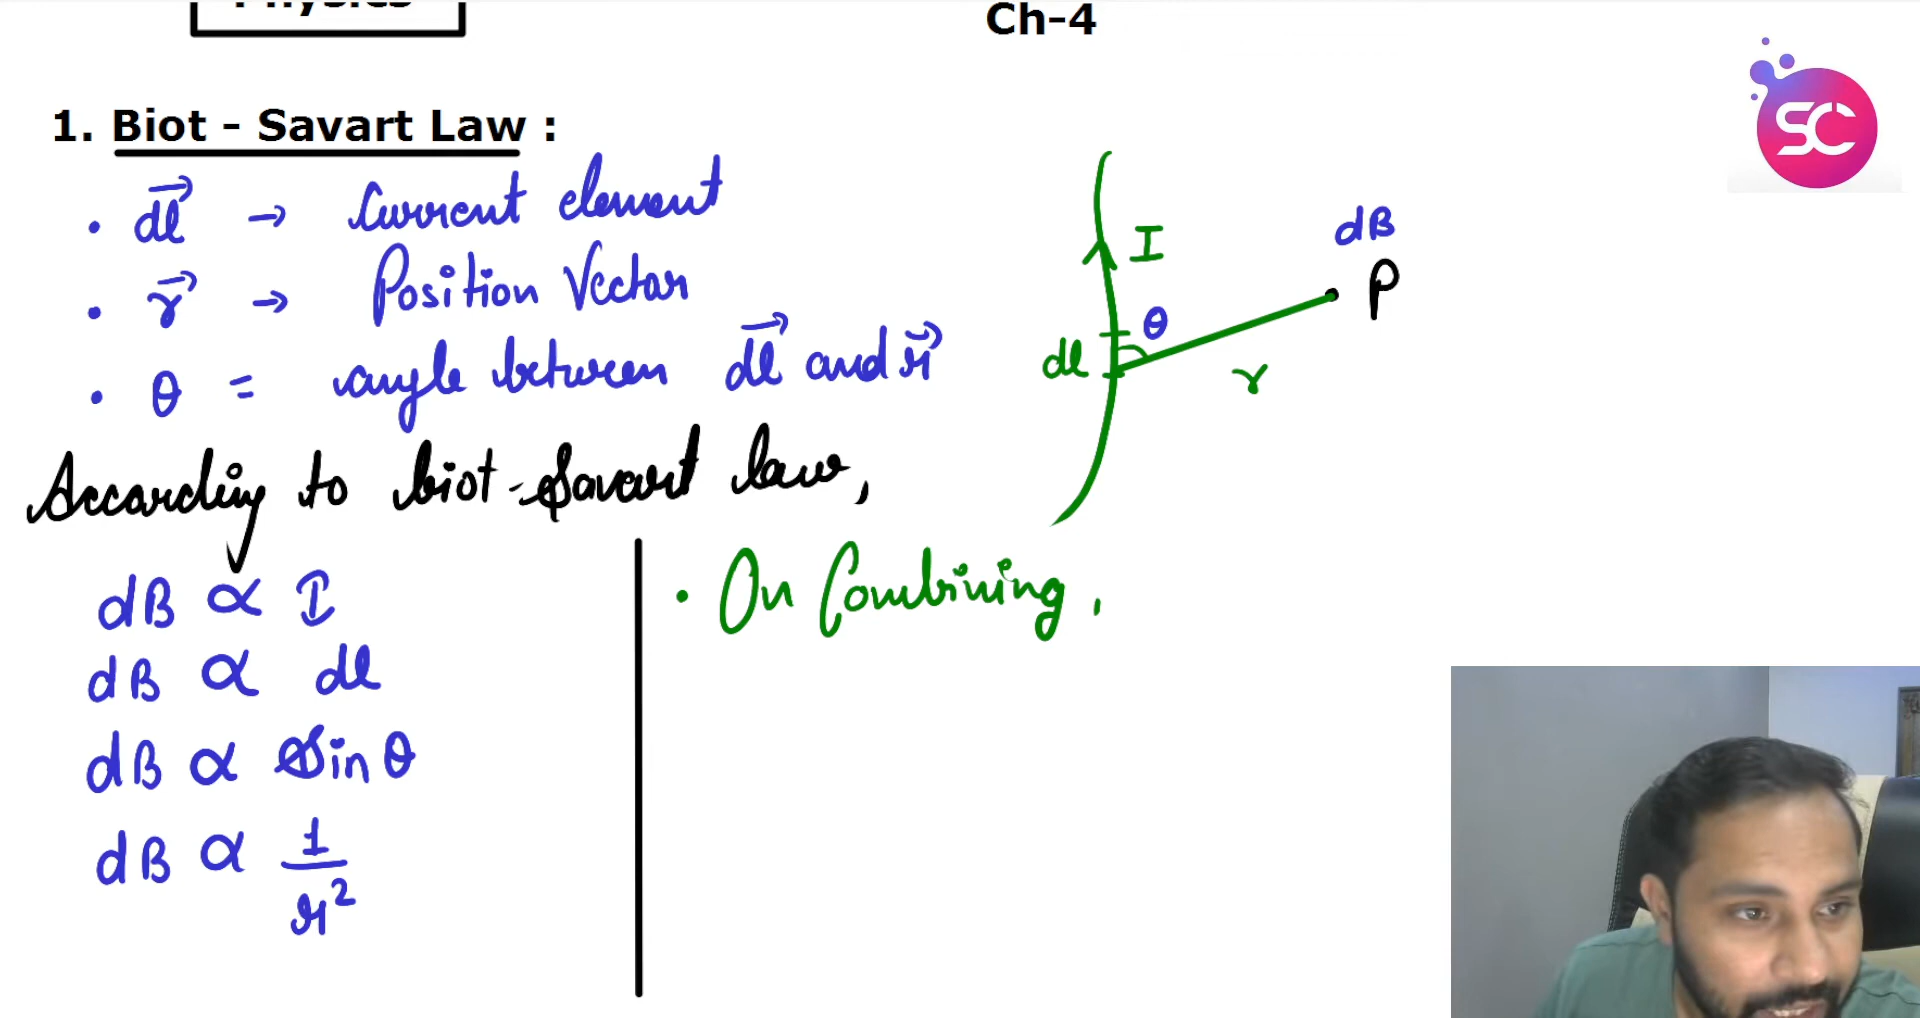 Physics
Ch-4
SC
1. Biot - Savart Law :
• dl⃗ → Current element
• r⃗ → Position Vector
• θ = angle between dl⃗ and r⃗
I
dB
P
θ
dl
r
According to biot-Savart law,
dB ∝ I
dB ∝ dl
dB ∝ Sin θ
dB ∝ 1/r²
• On Combining,